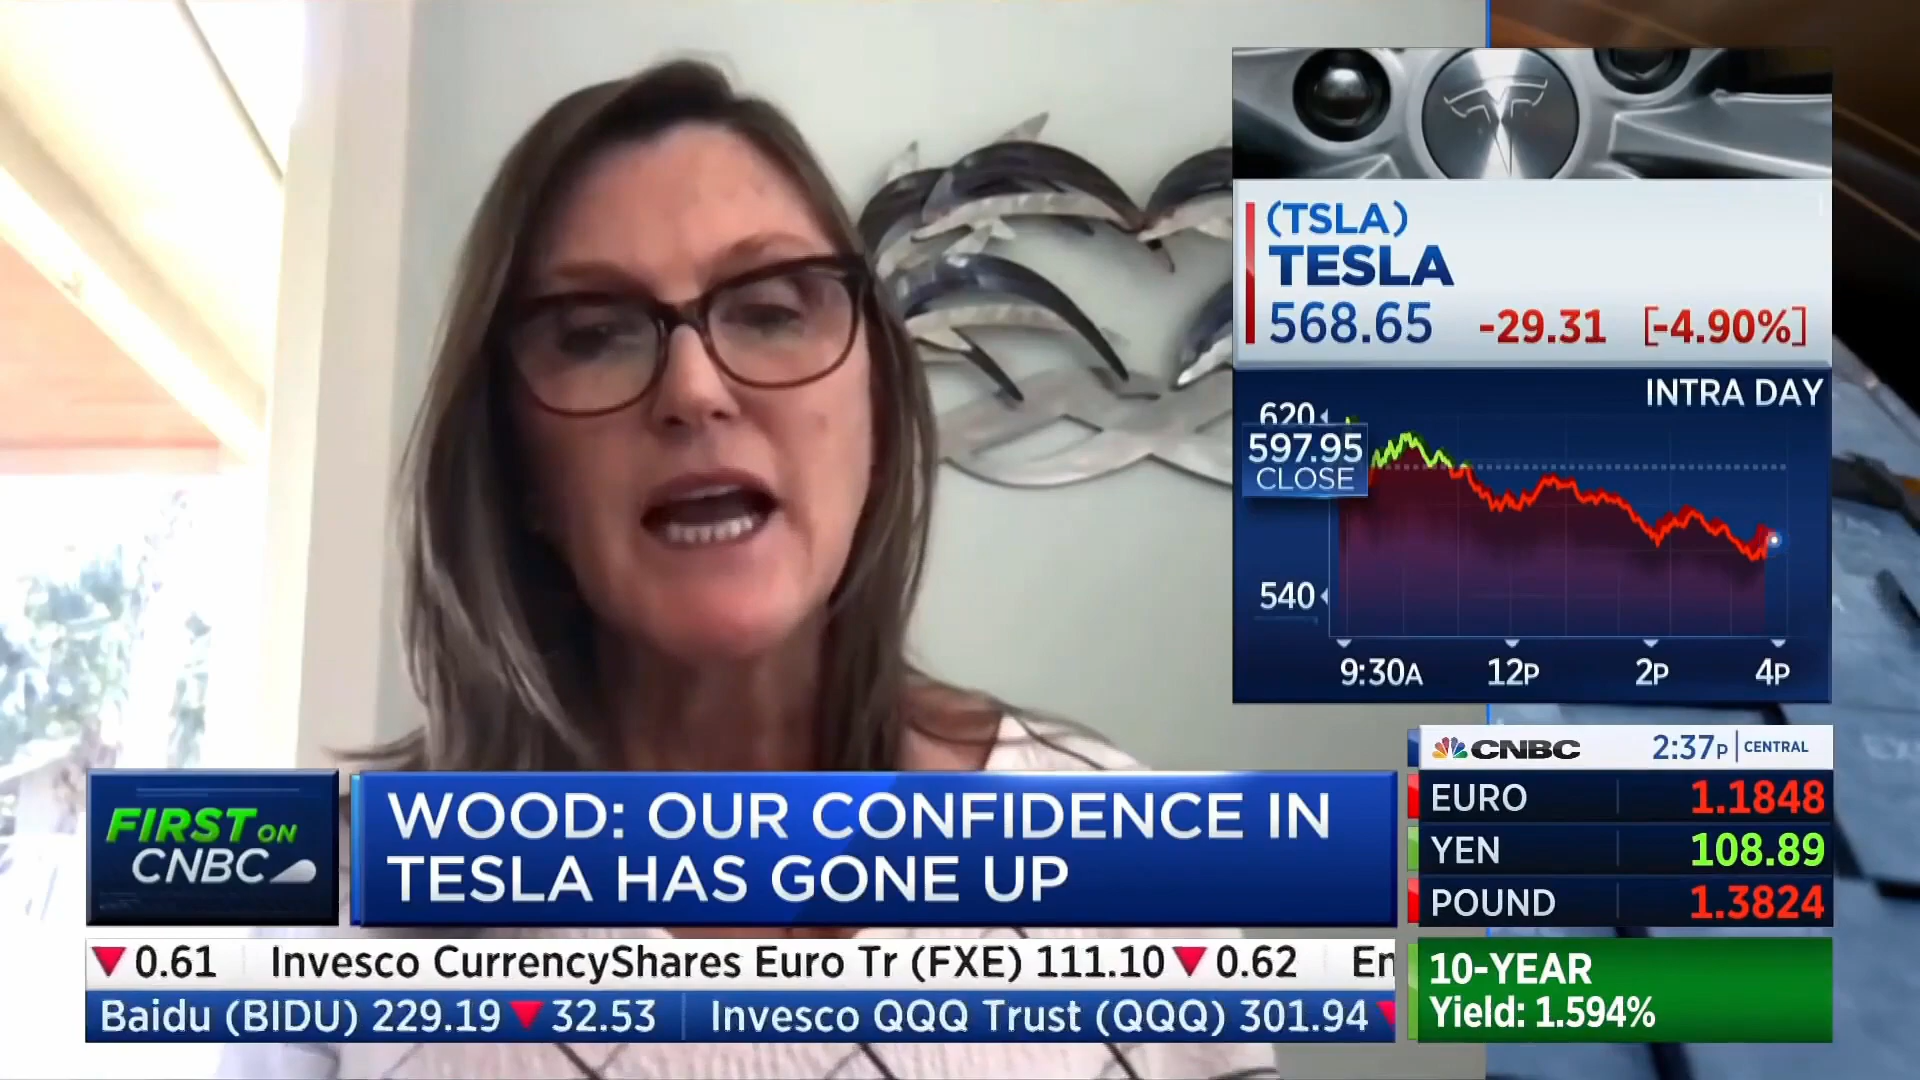 (TSLA)
TESLA
568.65 -29.31 [-4.90%]
INTRA DAY
620
597.95
CLOSE
540
9:30A 12P 2P 4P
CNBC 2:37P CENTRAL
EURO 1.1848
YEN 108.89
POUND 1.3824
10-YEAR
Yield: 1.594%
FIRST ON
CNBC
WOOD: OUR CONFIDENCE IN
TESLA HAS GONE UP
▼0.61 Invesco CurrencyShares Euro Tr (FXE) 111.10▼0.62 En
Baidu (BIDU) 229.19▼32.53 Invesco QQQ Trust (QQQ) 301.94▼